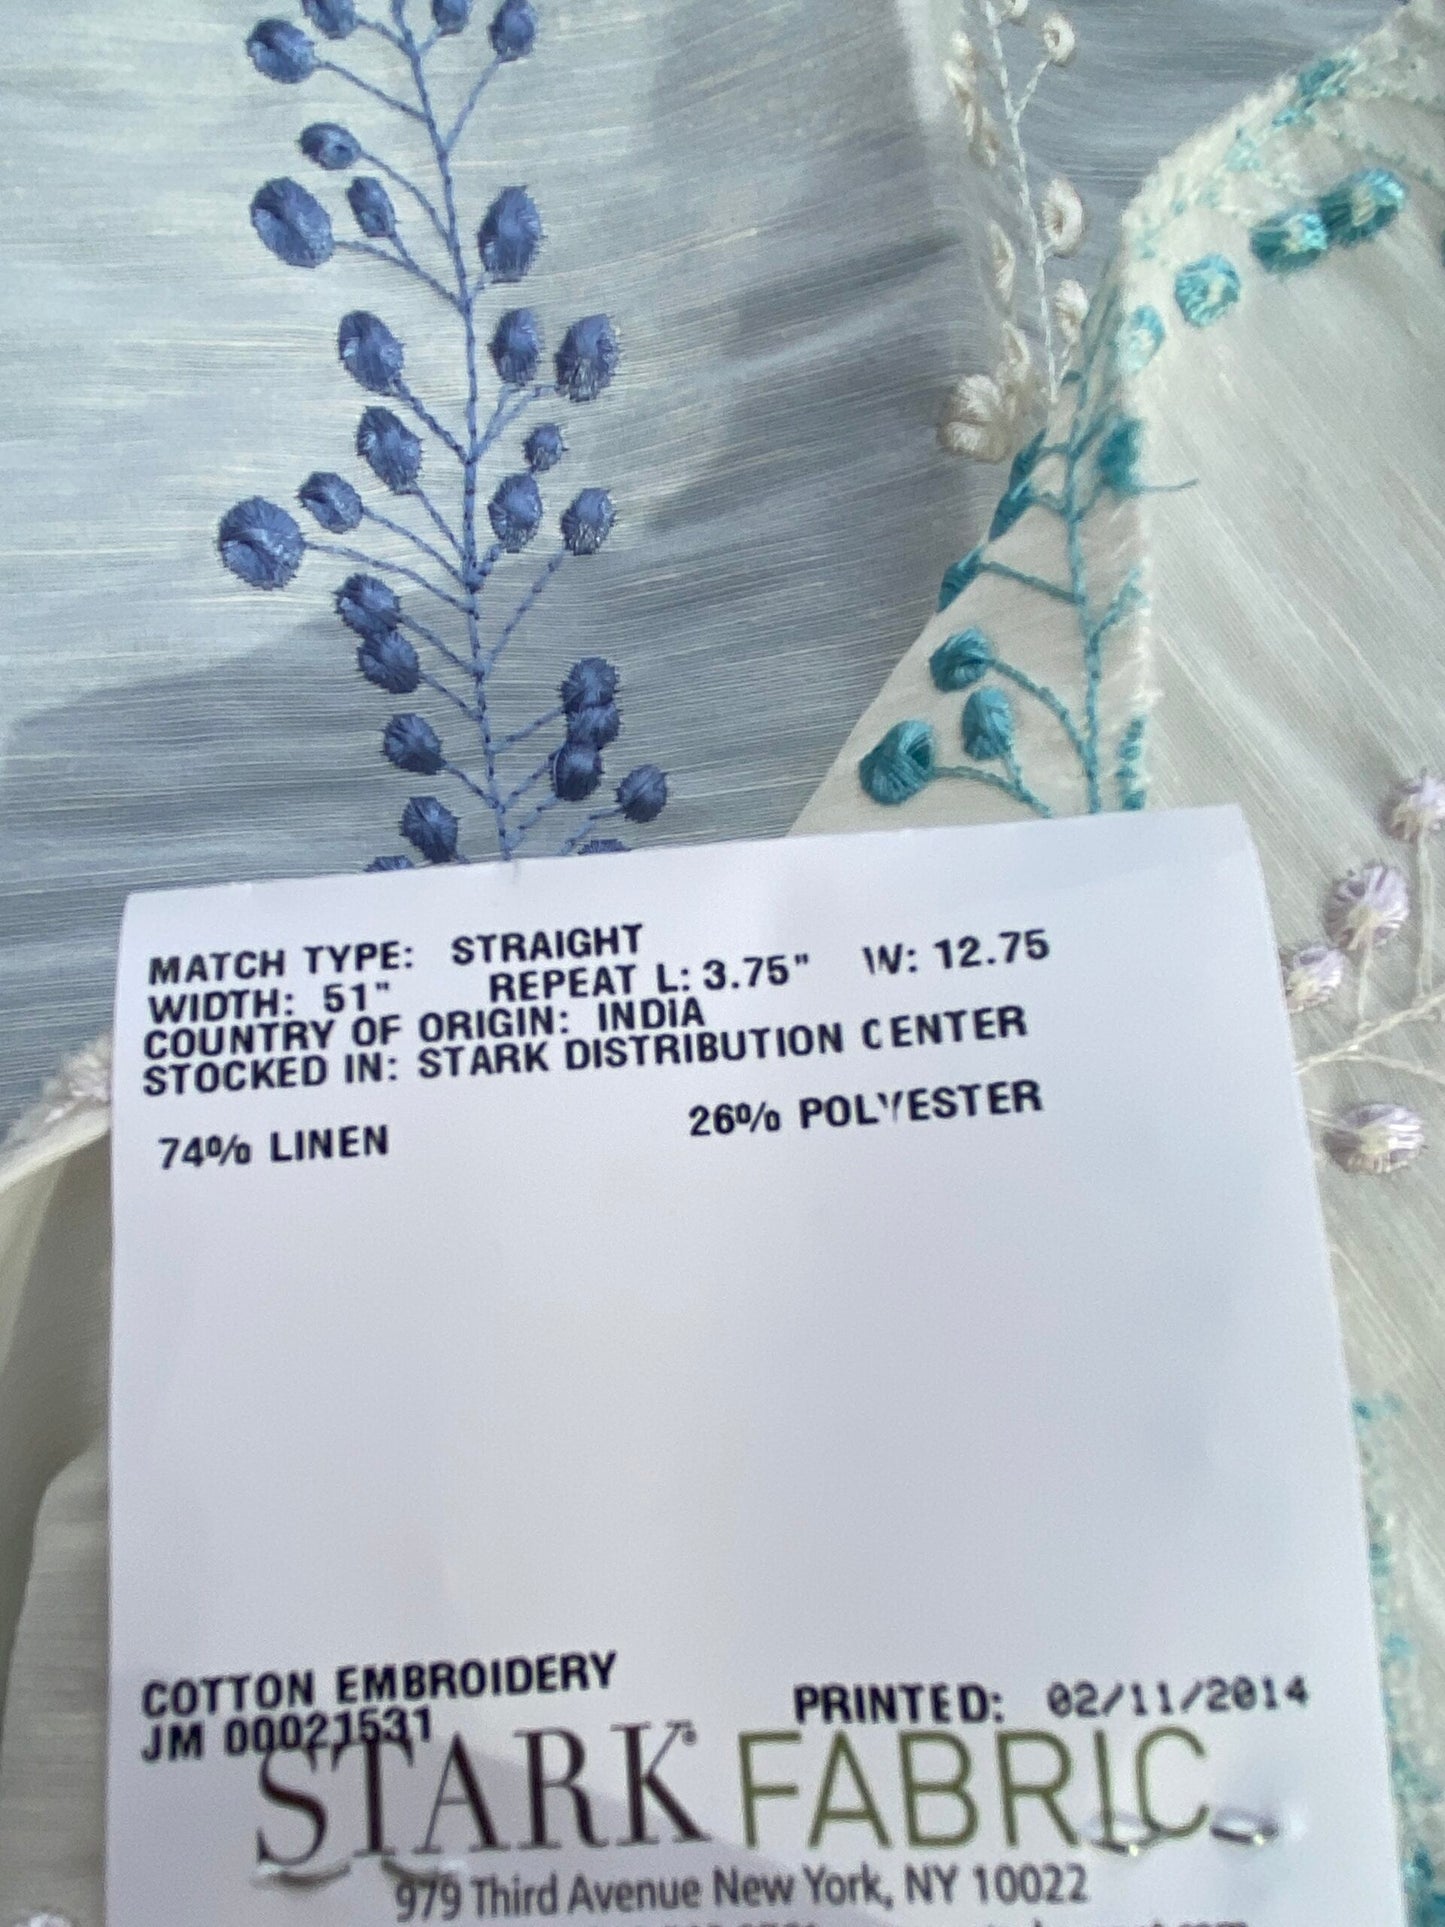 MATCH TYPE: STRAIGHT
WIDTH: 51" REPEAT L: 3.75" W: 12.75
COUNTRY OF ORIGIN: INDIA
STOCKED IN: STARK DISTRIBUTION CENTER
74% LINEN 26% POLYESTER
COTTON EMBROIDERY
JM 00021531 PRINTED: 02/11/2014
STARK® FABRIC
979 Third Avenue New York, NY 10022